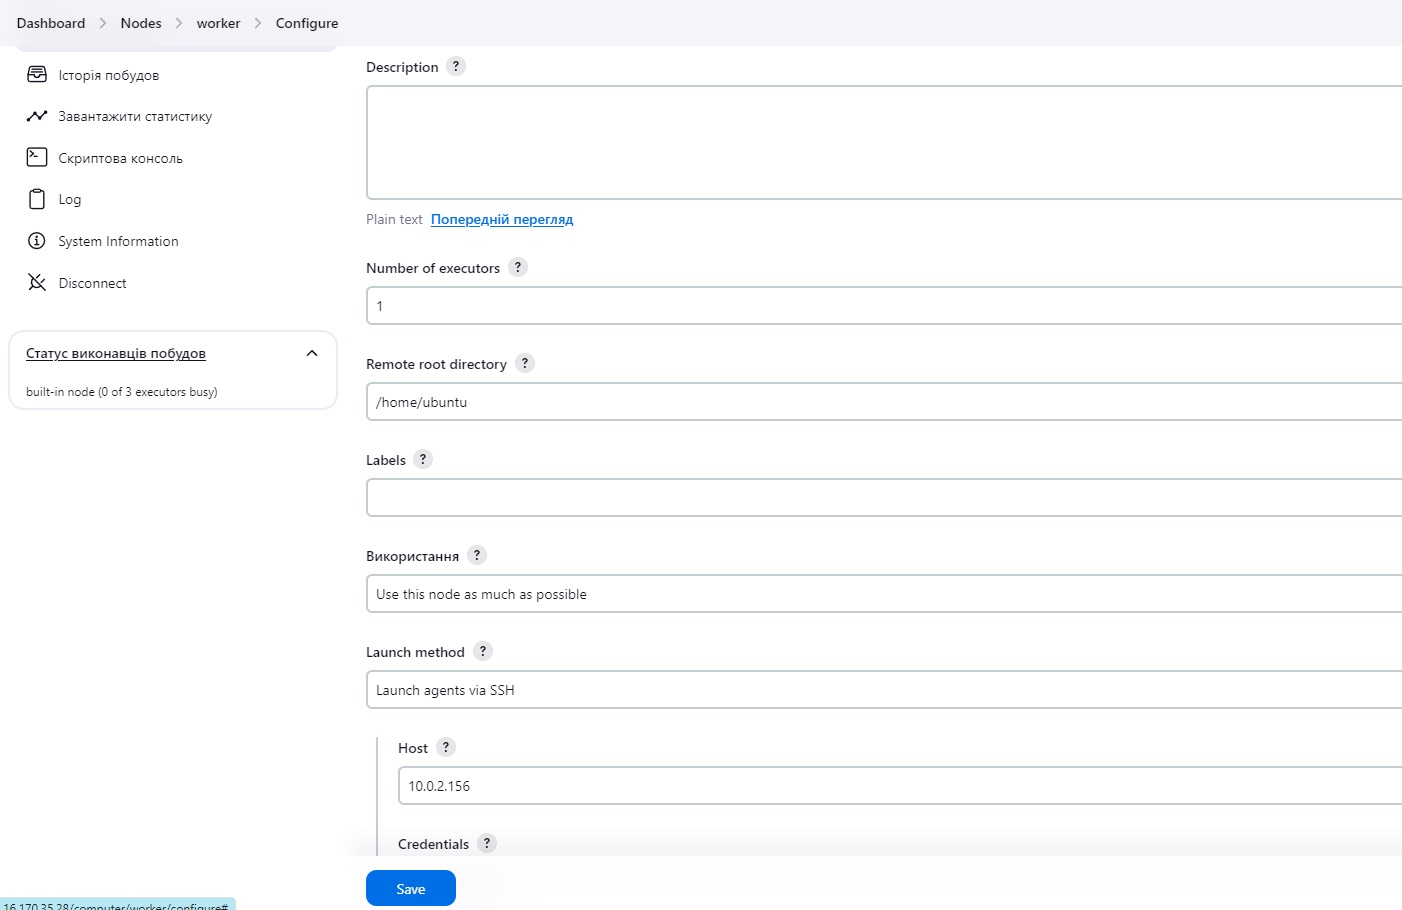 Dashboard > Nodes > worker > Configure
Історія побудов
Завантажити статистику
Скриптова консоль
Log
System Information
Disconnect
Статус виконавців побудов
built-in node (0 of 3 executors busy)
Description ?
Plain text Попередній перегляд
Number of executors ?
1
Remote root directory ?
/home/ubuntu
Labels ?
Використання ?
Use this node as much as possible
Launch method ?
Launch agents via SSH
Host ?
10.0.2.156
Credentials ?
Save
16.170.35.28/computer/worker/configure#